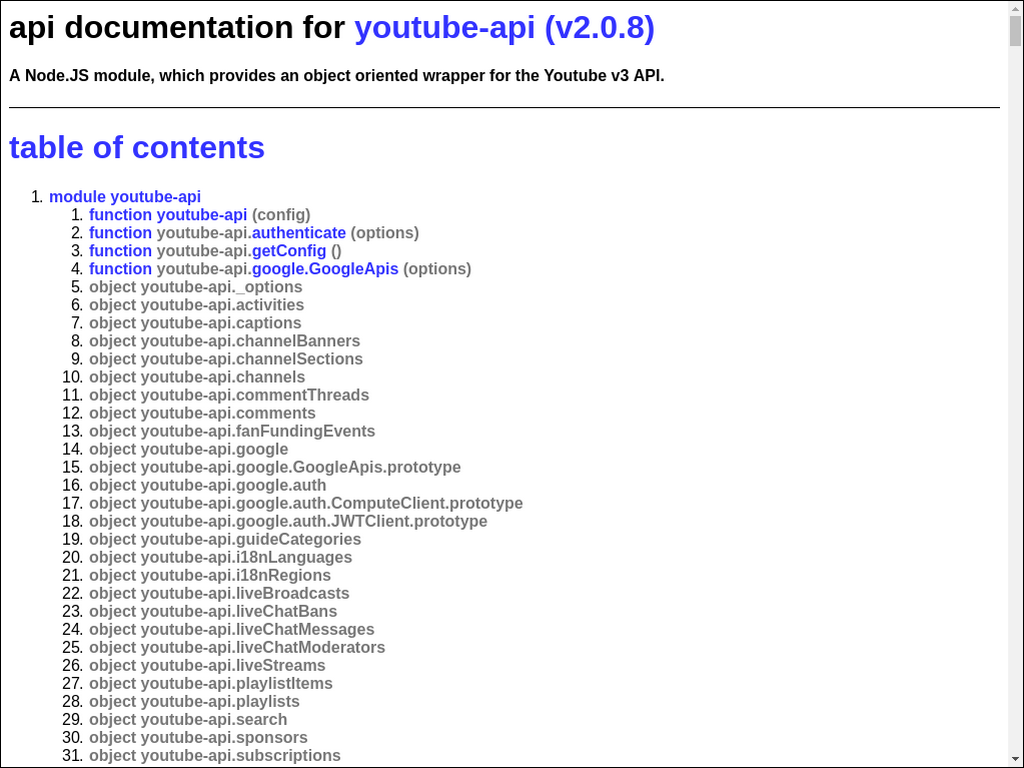 api documentation for youtube-api (v2.0.8)
A Node.JS module, which provides an object oriented wrapper for the Youtube v3 API.
table of contents
1. module youtube-api
1. function youtube-api (config)
2. function youtube-api.authenticate (options)
3. function youtube-api.getConfig ()
4. function youtube-api.google.GoogleApis (options)
5. object youtube-api._options
6. object youtube-api.activities
7. object youtube-api.captions
8. object youtube-api.channelBanners
9. object youtube-api.channelSections
10. object youtube-api.channels
11. object youtube-api.commentThreads
12. object youtube-api.comments
13. object youtube-api.fanFundingEvents
14. object youtube-api.google
15. object youtube-api.google.GoogleApis.prototype
16. object youtube-api.google.auth
17. object youtube-api.google.auth.ComputeClient.prototype
18. object youtube-api.google.auth.JWTClient.prototype
19. object youtube-api.guideCategories
20. object youtube-api.i18nLanguages
21. object youtube-api.i18nRegions
22. object youtube-api.liveBroadcasts
23. object youtube-api.liveChatBans
24. object youtube-api.liveChatMessages
25. object youtube-api.liveChatModerators
26. object youtube-api.liveStreams
27. object youtube-api.playlistItems
28. object youtube-api.playlists
29. object youtube-api.search
30. object youtube-api.sponsors
31. object youtube-api.subscriptions